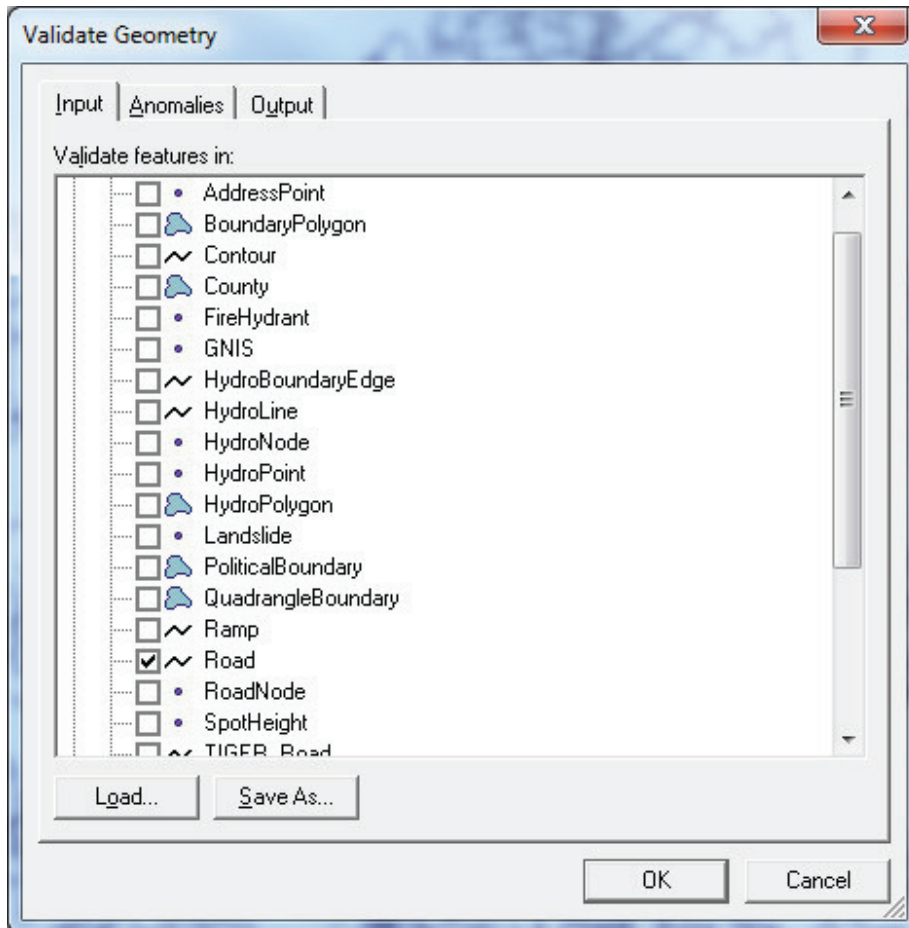 Validate Geometry
Input Anomalies Output
Validate features in:
AddressPoint
BoundaryPolygon
Contour
County
FireHydrant
GNIS
HydroBoundaryEdge
HydroLine
HydroNode
HydroPoint
HydroPolygon
Landslide
PoliticalBoundary
QuadrangleBoundary
Ramp
Road
RoadNode
SpotHeight
TIGER_Road
Load... Save As...
OK Cancel